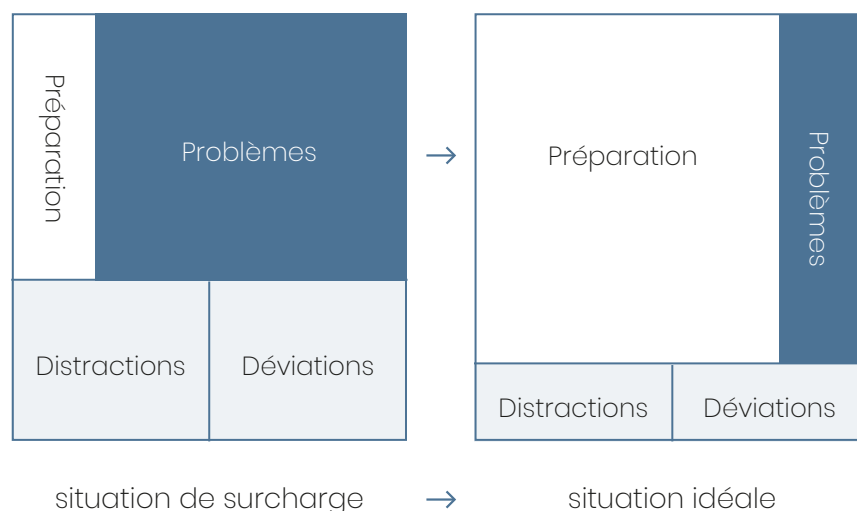 Préparation
Problèmes
→
Préparation
Problèmes
Distractions
Déviations
Distractions
Déviations
situation de surcharge → situation idéale